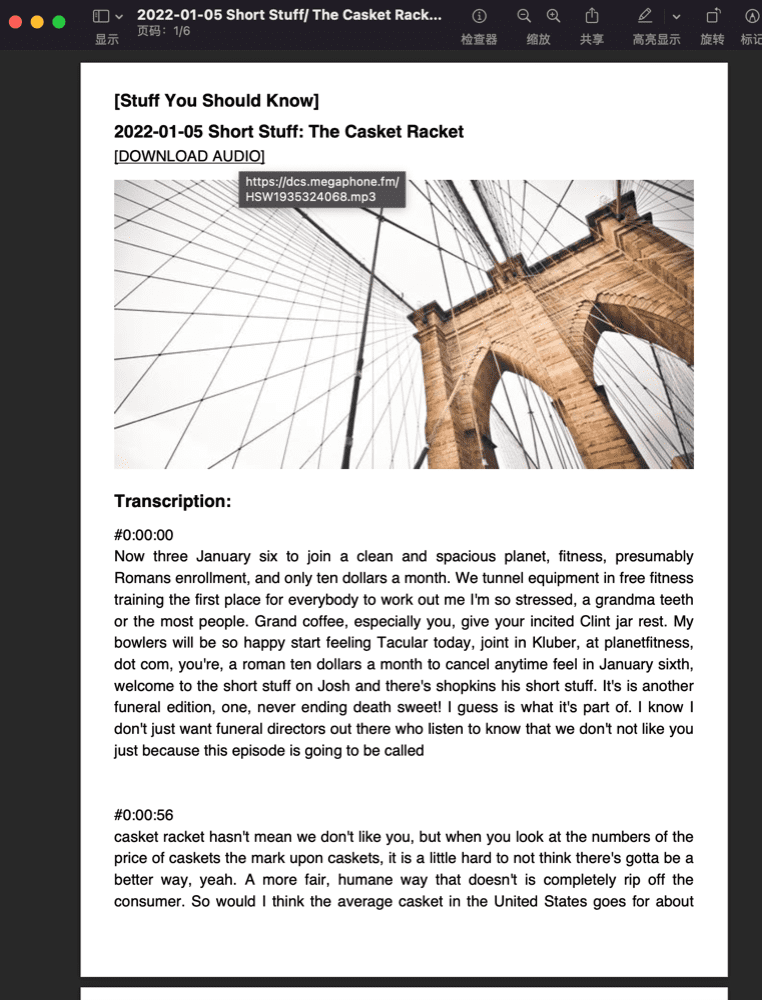 2022-01-05 Short Stuff/ The Casket Rack...
页码：1/6
显示
检查器
缩放
共享
高亮显示
旋转
标记
[Stuff You Should Know]
2022-01-05 Short Stuff: The Casket Racket
[DOWNLOAD AUDIO]
https://dcs.megaphone.fm/
HSW1935324068.mp3
Transcription:
#0:00:00
Now three January six to join a clean and spacious planet, fitness, presumably
Romans enrollment, and only ten dollars a month. We tunnel equipment in free fitness
training the first place for everybody to work out me I'm so stressed, a grandma teeth
or the most people. Grand coffee, especially you, give your incited Clint jar rest. My
bowlers will be so happy start feeling Tacular today, joint in Kluber, at planetfitness,
dot com, you're, a roman ten dollars a month to cancel anytime feel in January sixth,
welcome to the short stuff on Josh and there's shopkins his short stuff. It's is another
funeral edition, one, never ending death sweet! I guess is what it's part of. I know I
don't just want funeral directors out there who listen to know that we don't not like you
just because this episode is going to be called
#0:00:56
casket racket hasn't mean we don't like you, but when you look at the numbers of the
price of caskets the mark upon caskets, it is a little hard to not think there's gotta be a
better way, yeah. A more fair, humane way that doesn't is completely rip off the
consumer. So would I think the average casket in the United States goes for about